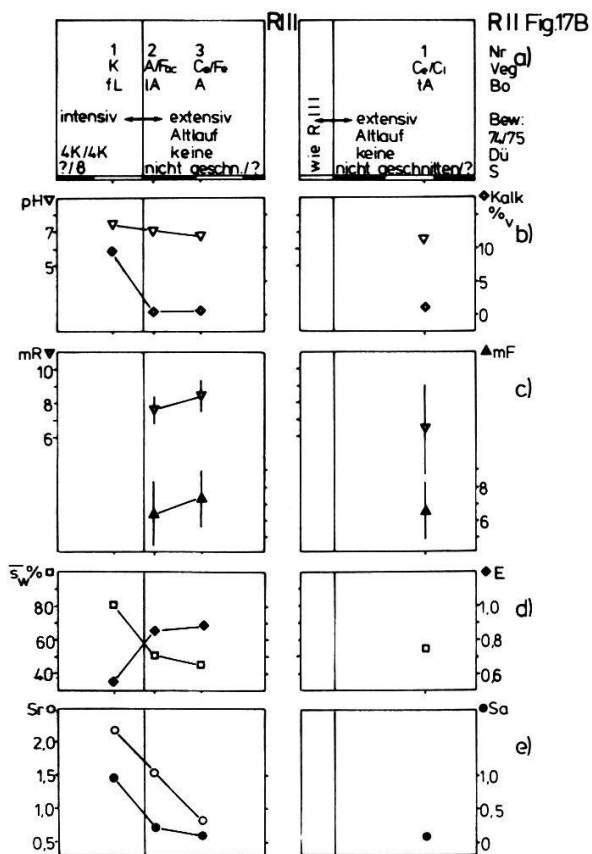 RIII
RII Fig.17B
1 2 3
K A/Fac Ce/Fe
fL lA A
intensiv ↔ extensiv
Altlauf
4K/4K keine
?/8 nicht geschn./?
wie RIII
1
Ce/Ci
tA
extensiv
Altlauf
keine
nicht geschnitten/?
a)
Nr
Veg
Bo
Bew:
74/75
Dü
S
pH
7
5
Kalk
%v
10
5
0
b)
mR
10
8
6
mF
8
6
c)
sw%
80
60
40
E
1,0
0,8
0,6
d)
Sr
2,0
1,5
1,0
0,5
Sa
1,0
0,5
0
e)